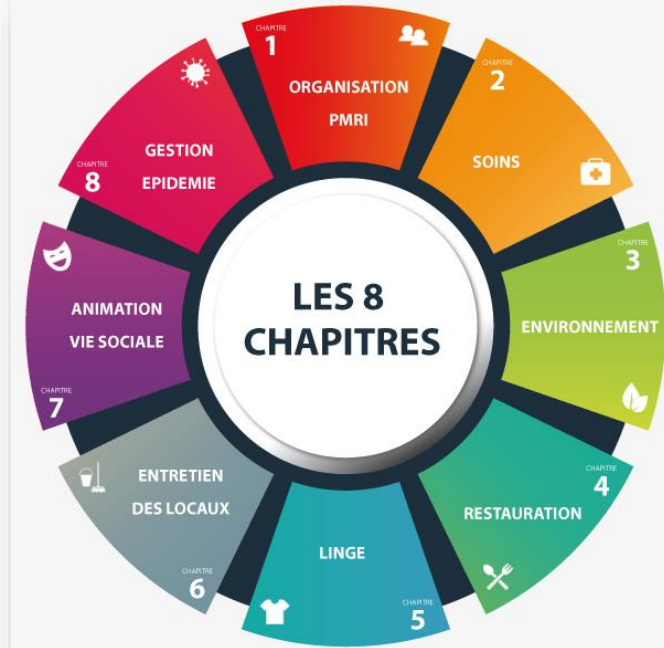 CHAPITRE
1
ORGANISATION
PMRI
CHAPITRE
2
SOINS
CHAPITRE
3
ENVIRONNEMENT
CHAPITRE
4
RESTAURATION
LINGE
CHAPITRE
5
ENTRETIEN
DES LOCAUX
CHAPITRE
6
ANIMATION
VIE SOCIALE
CHAPITRE
7
GESTION
EPIDEMIE
CHAPITRE
8
LES 8
CHAPITRES